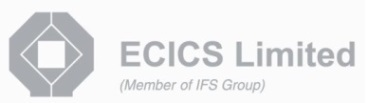 ECICS Limited
(Member of IFS Group)